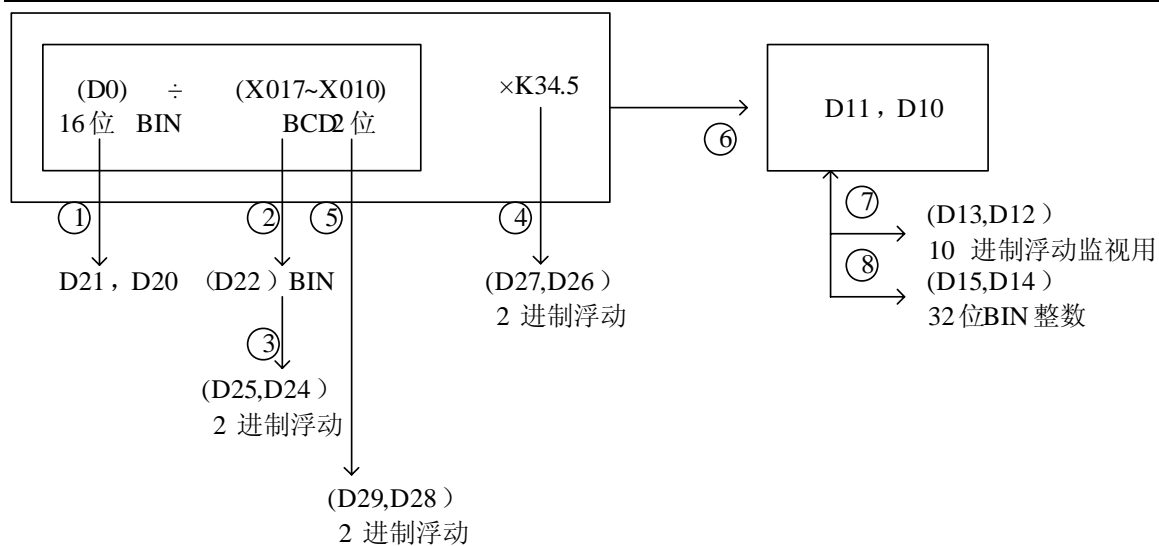 (D0) ÷ (X017~X010) ×K34.5
16位 BIN BCD2位
D11，D10
⑥
① ② ⑤ ④ ⑦
(D13,D12）
10 进制浮动监视用
D21，D20 （D22）BIN (D27,D26） ⑧ (D15,D14）
2 进制浮动 32位BIN整数
③
(D25,D24）
2 进制浮动
(D29,D28）
2 进制浮动